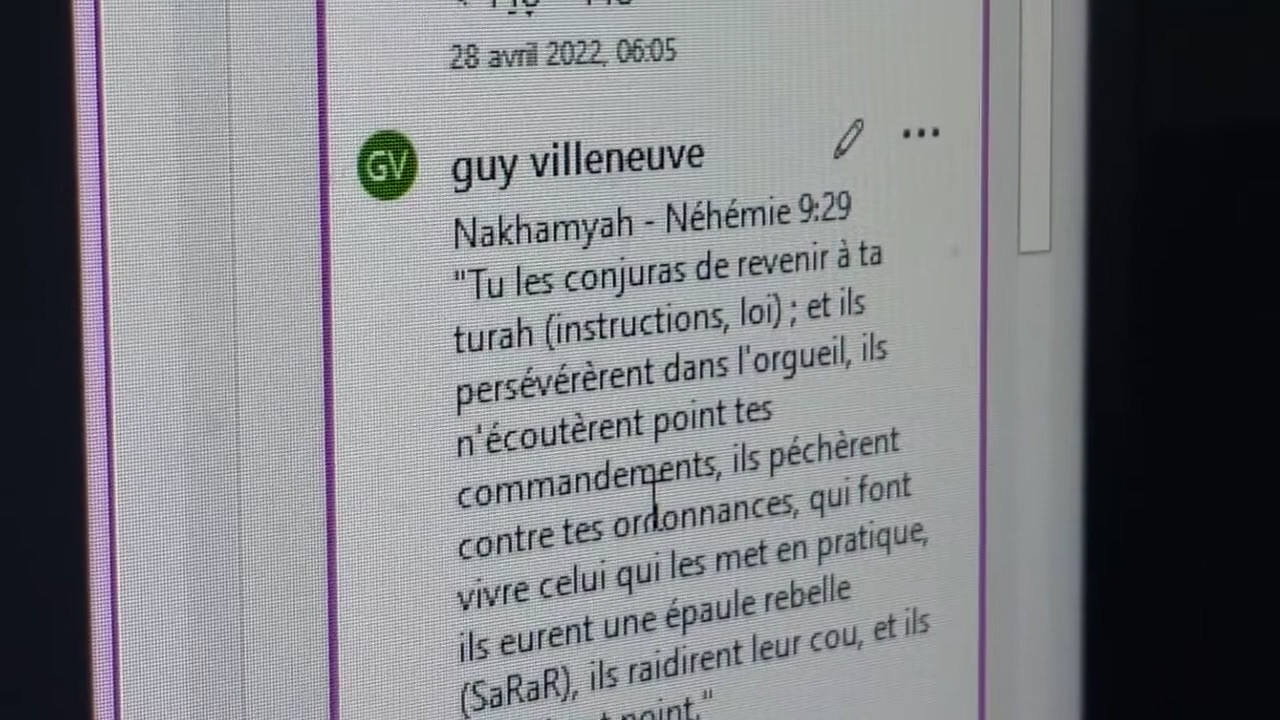 28 avril 2022, 06:05
GV
guy villeneuve
Nakhamyah - Néhémie 9:29
"Tu les conjuras de revenir à ta
turah (instructions, loi) ; et ils
persévérèrent dans l'orgueil, ils
n'écoutèrent point tes
commandements, ils péchèrent
contre tes ordonnances, qui font
vivre celui qui les met en pratique,
ils eurent une épaule rebelle
(SaRaR), ils raidirent leur cou, et ils
point."